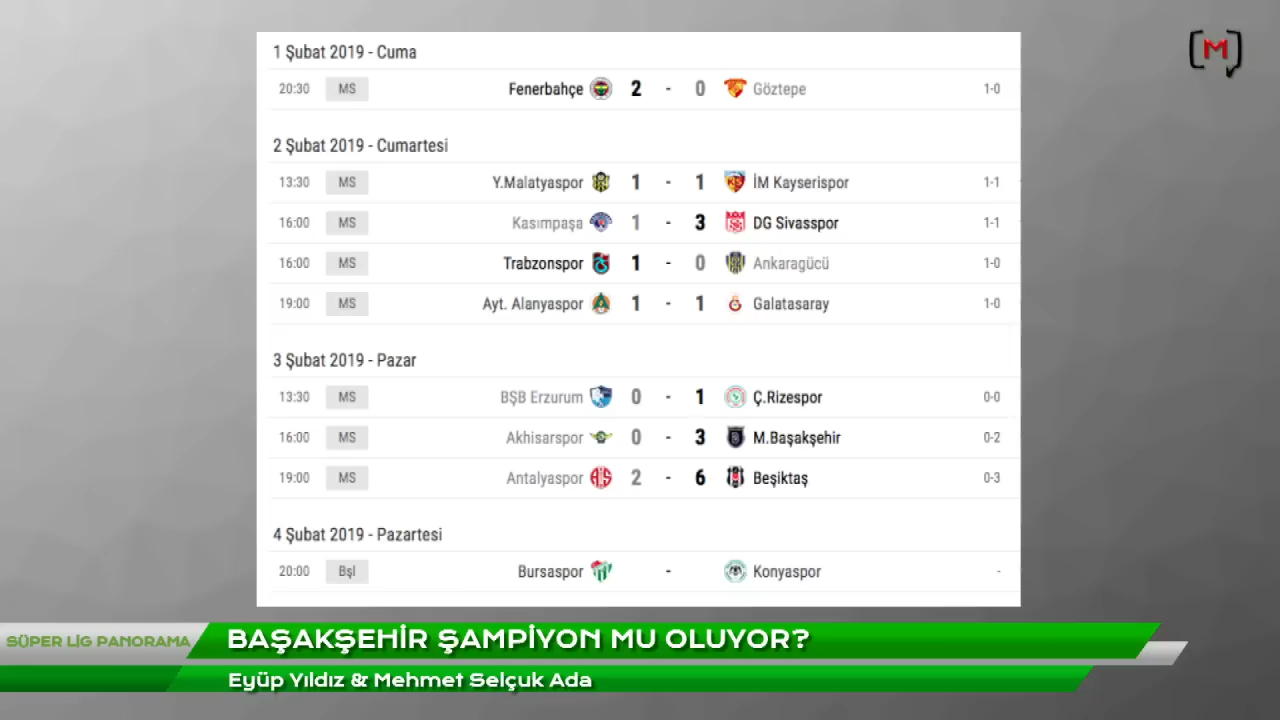 M
1 Şubat 2019 - Cuma
20:30 MS Fenerbahçe 2 - 0 Göztepe 1-0
2 Şubat 2019 - Cumartesi
13:30 MS Y.Malatyaspor 1 - 1 İM Kayserispor 1-1
16:00 MS Kasımpaşa 1 - 3 DG Sivasspor 1-1
16:00 MS Trabzonspor 1 - 0 Ankaragücü 1-0
19:00 MS Ayt. Alanyaspor 1 - 1 Galatasaray 1-0
3 Şubat 2019 - Pazar
13:30 MS BŞB Erzurum 0 - 1 Ç.Rizespor 0-0
16:00 MS Akhisarspor 0 - 3 M.Başakşehir 0-2
19:00 MS Antalyaspor 2 - 6 Beşiktaş 0-3
4 Şubat 2019 - Pazartesi
20:00 Bşl Bursaspor - Konyaspor -
SÜPER LİG PANORAMA
BAŞAKŞEHİR ŞAMPİYON MU OLUYOR?
Eyüp Yıldız & Mehmet Selçuk Ada